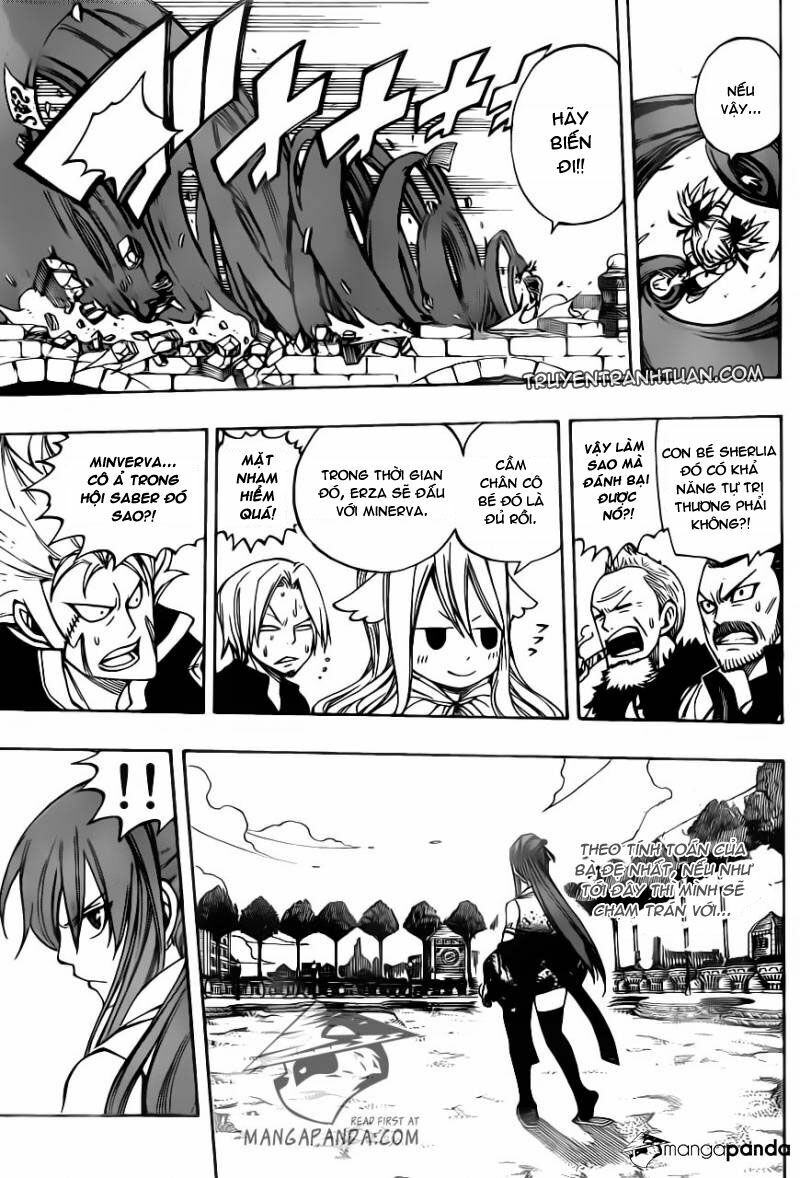 NẾU
VẬY...
HÃY
BIẾN
ĐI!!
TRUYENTRANHTUAN.COM
CON BÉ SHERLIA
ĐÓ CÓ KHẢ
NĂNG TỰ TRỊ
THƯƠNG PHẢI
KHÔNG?!
VẬY LÀM
SAO MÀ
ĐÁNH BẠI
ĐƯỢC
NÓ?!
CẦM
CHÂN CÔ
BÉ ĐÓ LÀ
ĐỦ RỒI.
TRONG THỜI GIAN
ĐÓ, ERZA SẼ ĐẤU
VỚI MINERVA.
MẶT
NHAM
HIỂM
QUÁ!
MINVERVA...
CÔ Ả TRONG
HỘI SABER ĐÓ
SAO?!
THEO TÍNH TOÁN CỦA
BÀ ĐỆ NHẤT, NẾU NHƯ
TỚI ĐÂY THÌ MÌNH SẼ
CHẠM TRÁN VỚI...
!!
READ FIRST AT
MANGAPANDA.COM
mangapanda